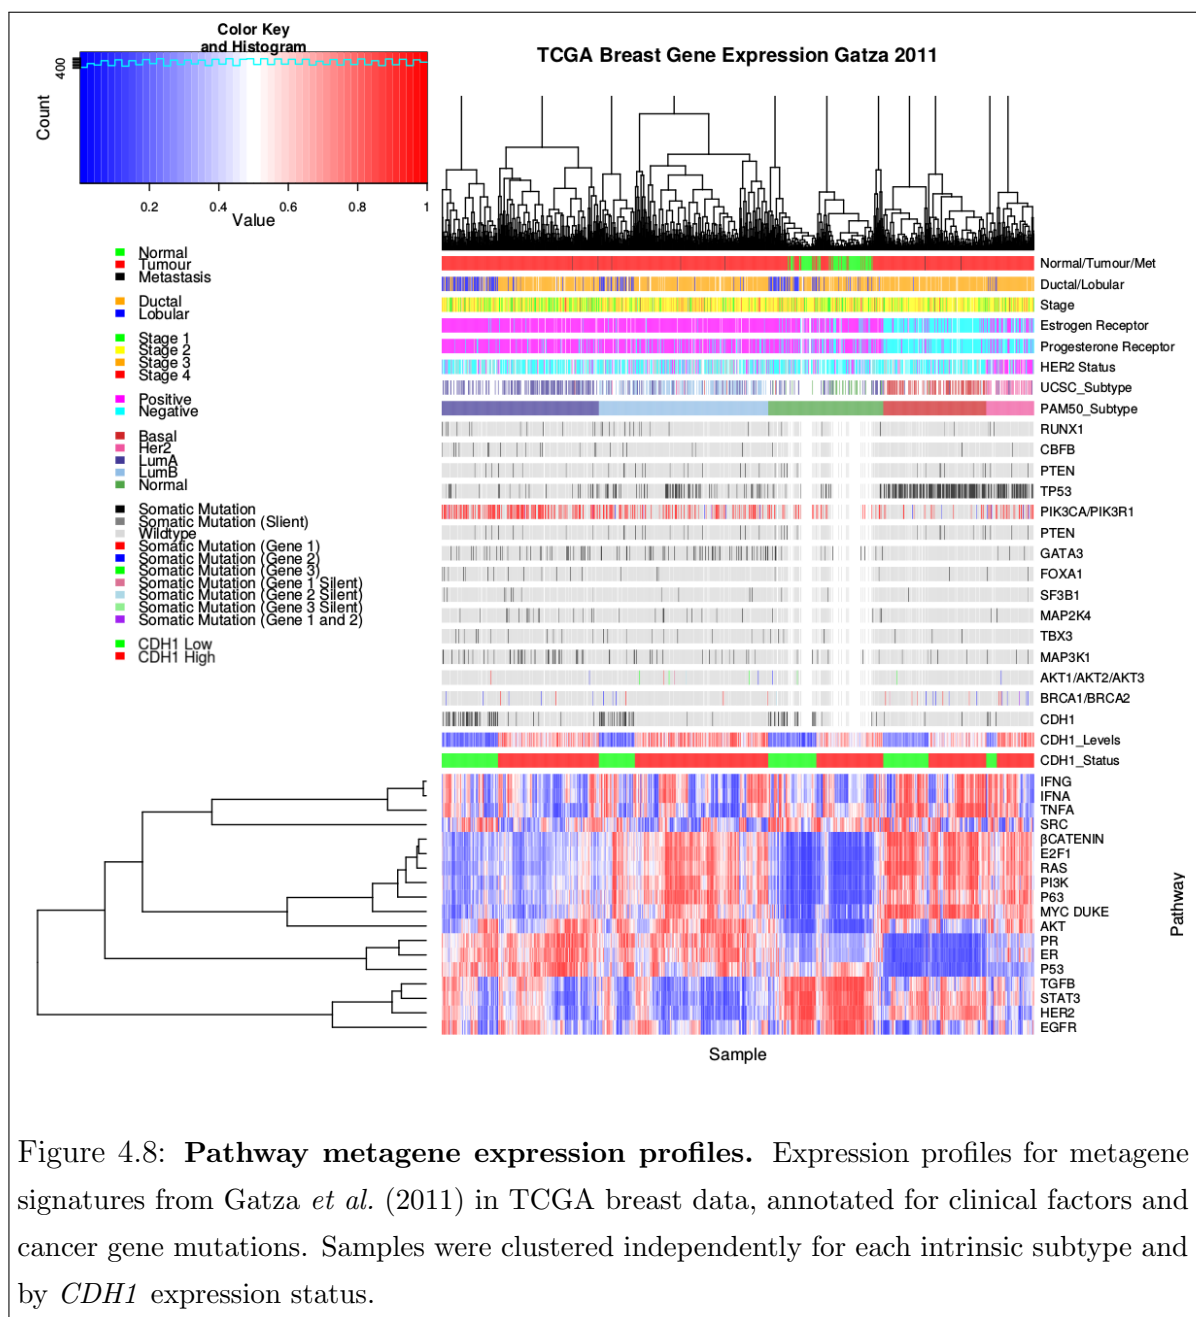 Color Key
and Histogram
400
Count
0.2 0.4 0.6 0.8 1
Value
TCGA Breast Gene Expression Gatza 2011
Normal
Tumour
Metastasis
Ductal
Lobular
Stage 1
Stage 2
Stage 3
Stage 4
Positive
Negative
Basal
Her2
LumA
LumB
Normal
Somatic Mutation
Somatic Mutation (Slient)
Wildtype
Somatic Mutation (Gene 1)
Somatic Mutation (Gene 2)
Somatic Mutation (Gene 3)
Somatic Mutation (Gene 1 Silent)
Somatic Mutation (Gene 2 Silent)
Somatic Mutation (Gene 3 Silent)
Somatic Mutation (Gene 1 and 2)
CDH1 Low
CDH1 High
Normal/Tumour/Met
Ductal/Lobular
Stage
Estrogen Receptor
Progesterone Receptor
HER2 Status
UCSC_Subtype
PAM50_Subtype
RUNX1
CBFB
PTEN
TP53
PIK3CA/PIK3R1
PTEN
GATA3
FOXA1
SF3B1
MAP2K4
TBX3
MAP3K1
AKT1/AKT2/AKT3
BRCA1/BRCA2
CDH1
CDH1_Levels
CDH1_Status
IFNG
IFNA
TNFA
SRC
βCATENIN
E2F1
RAS
PI3K
P63
MYC DUKE
AKT
PR
ER
P53
TGFB
STAT3
HER2
EGFR
Pathway
Sample
Figure 4.8: Pathway metagene expression profiles. Expression profiles for metagene
signatures from Gatza et al. (2011) in TCGA breast data, annotated for clinical factors and
cancer gene mutations. Samples were clustered independently for each intrinsic subtype and
by CDH1 expression status.